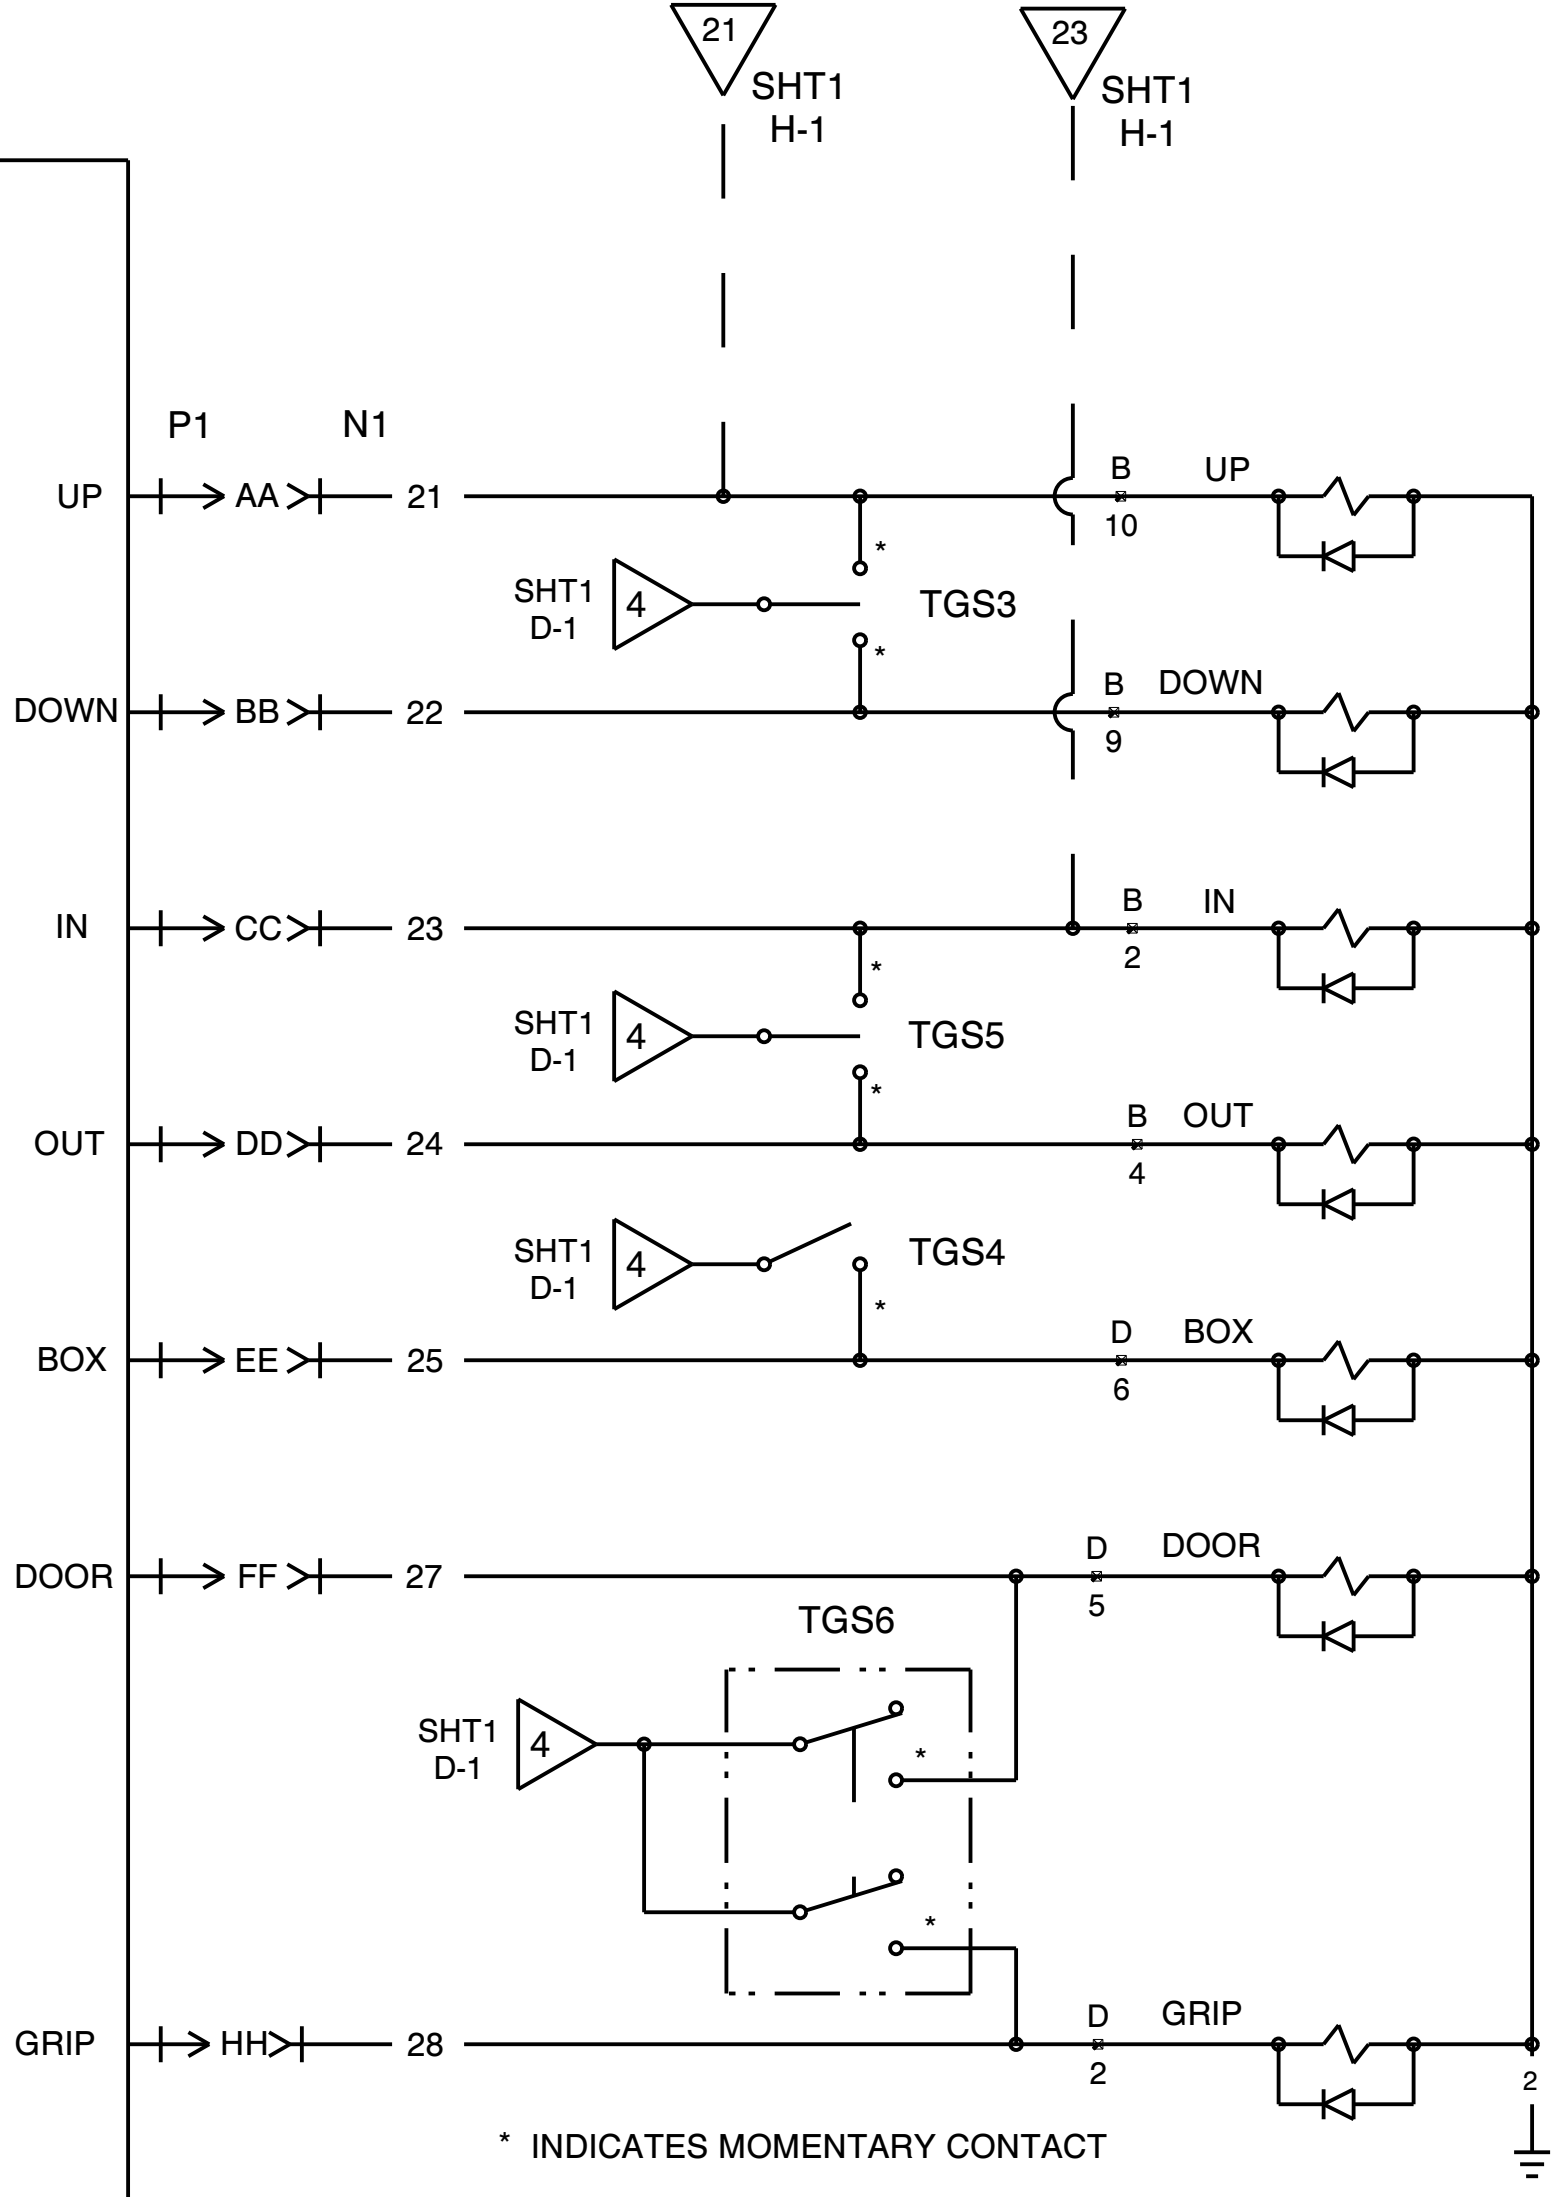 21
SHT1
H-1
23
SHT1
H-1
P1
N1
UP AA 21 B UP
10
*
SHT1
D-1
4
TGS3
*
DOWN BB 22 B DOWN
9
IN CC 23 B IN
2
*
SHT1
D-1
4
TGS5
*
OUT DD 24 B OUT
4
SHT1
D-1
4
TGS4
*
BOX EE 25 D BOX
6
DOOR FF 27 D DOOR
5
TGS6
SHT1
D-1
4
*
*
GRIP HH 28 D GRIP
2
2
* INDICATES MOMENTARY CONTACT